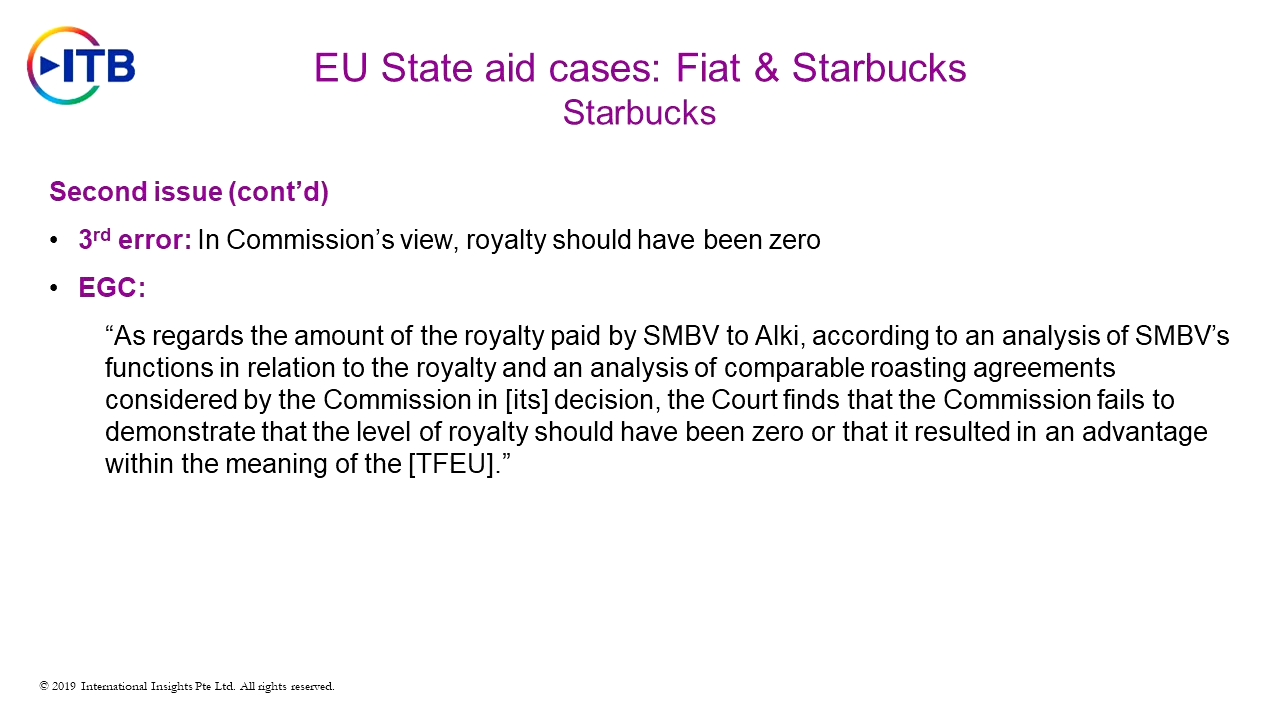 ITB
EU State aid cases: Fiat & Starbucks
Starbucks
Second issue (cont’d)
• 3rd error: In Commission’s view, royalty should have been zero
• EGC:
“As regards the amount of the royalty paid by SMBV to Alki, according to an analysis of SMBV’s
functions in relation to the royalty and an analysis of comparable roasting agreements
considered by the Commission in [its] decision, the Court finds that the Commission fails to
demonstrate that the level of royalty should have been zero or that it resulted in an advantage
within the meaning of the [TFEU].”
© 2019 International Insights Pte Ltd. All rights reserved.